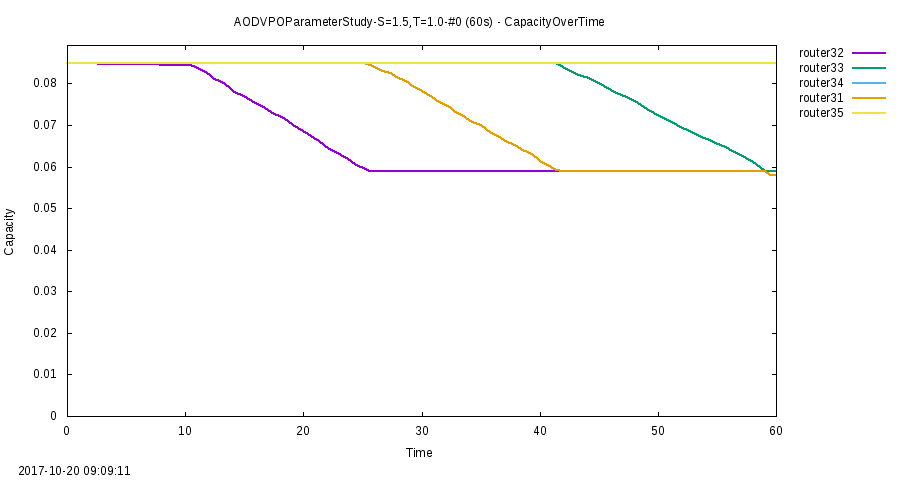 AODVPOParameterStudy-S=1.5,T=1.0-#0 (60s) - CapacityOverTime
router32
router33
router34
router31
router35
0.08
0.07
0.06
0.05
0.04
0.03
0.02
0.01
0
Capacity
0 10 20 30 40 50 60
Time
2017-10-20 09:09:11